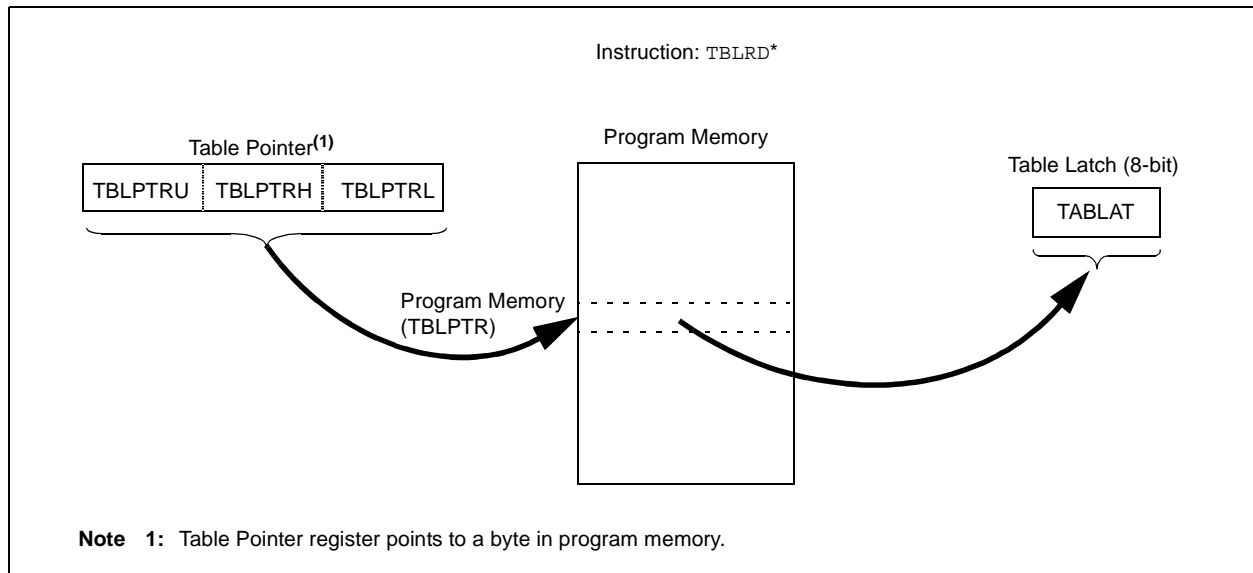 Instruction: TBLRD*
Table Pointer(1)
TBLPTRU TBLPTRH TBLPTRL
Program Memory
Table Latch (8-bit)
TABLAT
Program Memory
(TBLPTR)
Note 1: Table Pointer register points to a byte in program memory.